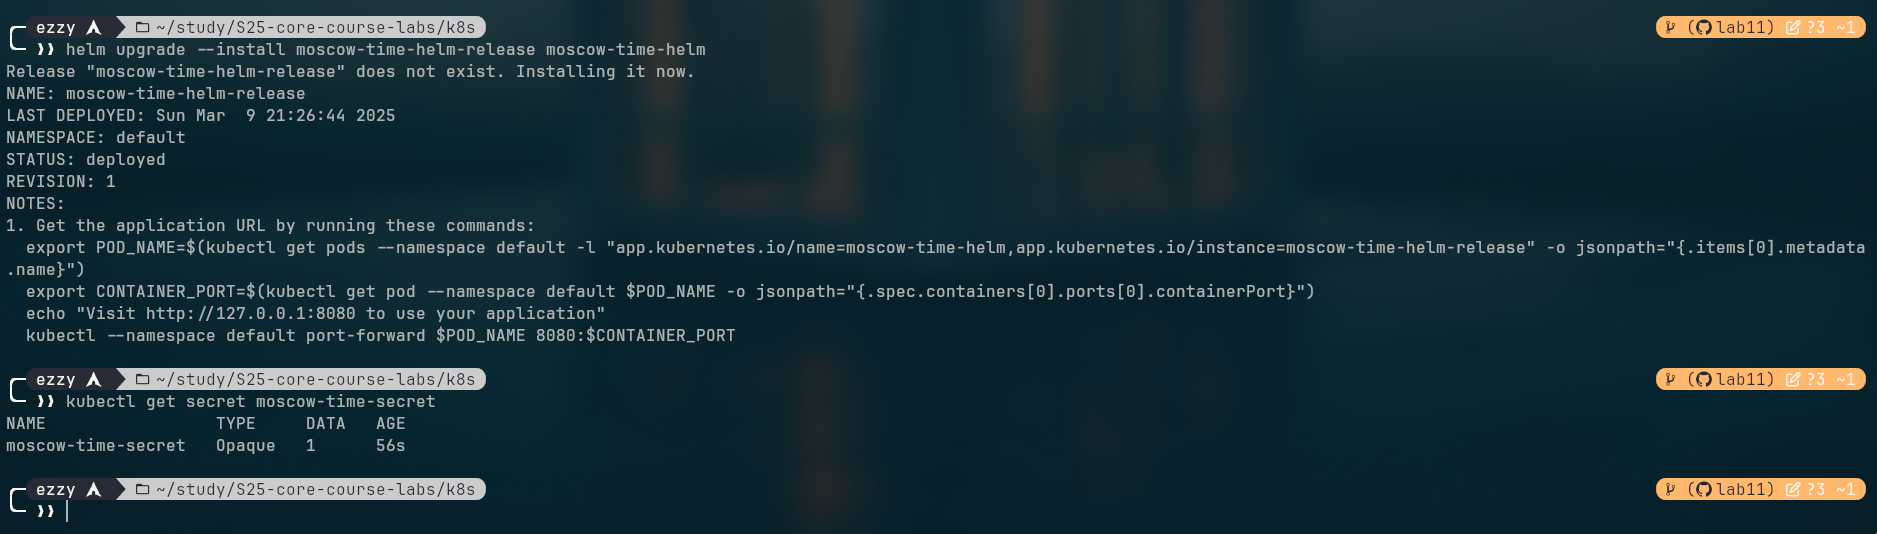 ezzy ~/study/S25-core-course-labs/k8s (lab11) ?3 ~1
❱❱ helm upgrade --install moscow-time-helm-release moscow-time-helm
Release "moscow-time-helm-release" does not exist. Installing it now.
NAME: moscow-time-helm-release
LAST DEPLOYED: Sun Mar  9 21:26:44 2025
NAMESPACE: default
STATUS: deployed
REVISION: 1
NOTES:
1. Get the application URL by running these commands:
  export POD_NAME=$(kubectl get pods --namespace default -l "app.kubernetes.io/name=moscow-time-helm,app.kubernetes.io/instance=moscow-time-helm-release" -o jsonpath="{.items[0].metadata
.name}")
  export CONTAINER_PORT=$(kubectl get pod --namespace default $POD_NAME -o jsonpath="{.spec.containers[0].ports[0].containerPort}")
  echo "Visit http://127.0.0.1:8080 to use your application"
  kubectl --namespace default port-forward $POD_NAME 8080:$CONTAINER_PORT
ezzy ~/study/S25-core-course-labs/k8s (lab11) ?3 ~1
❱❱ kubectl get secret moscow-time-secret
NAME                 TYPE     DATA   AGE
moscow-time-secret   Opaque   1      56s
ezzy ~/study/S25-core-course-labs/k8s (lab11) ?3 ~1
❱❱